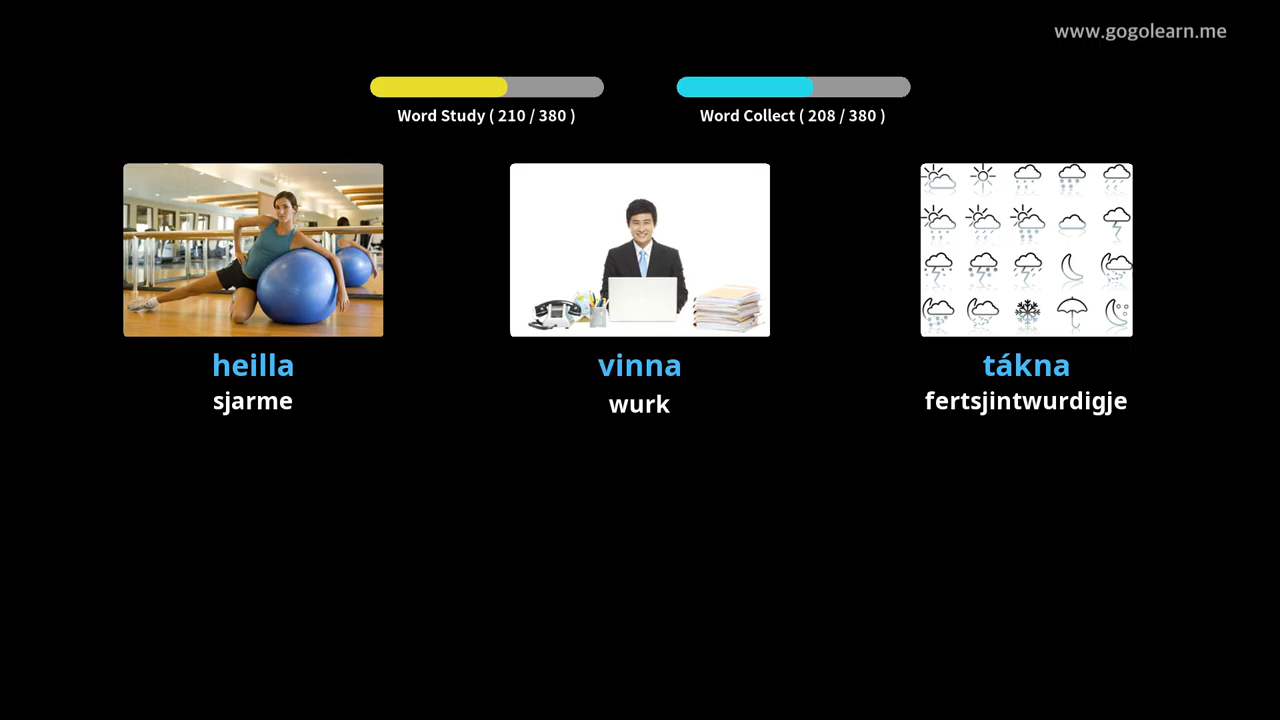 www.gogolearn.me
Word Study ( 210 / 380 )
Word Collect ( 208 / 380 )
heilla
sjarme
vinna
wurk
tákna
fertsjintwurdigje